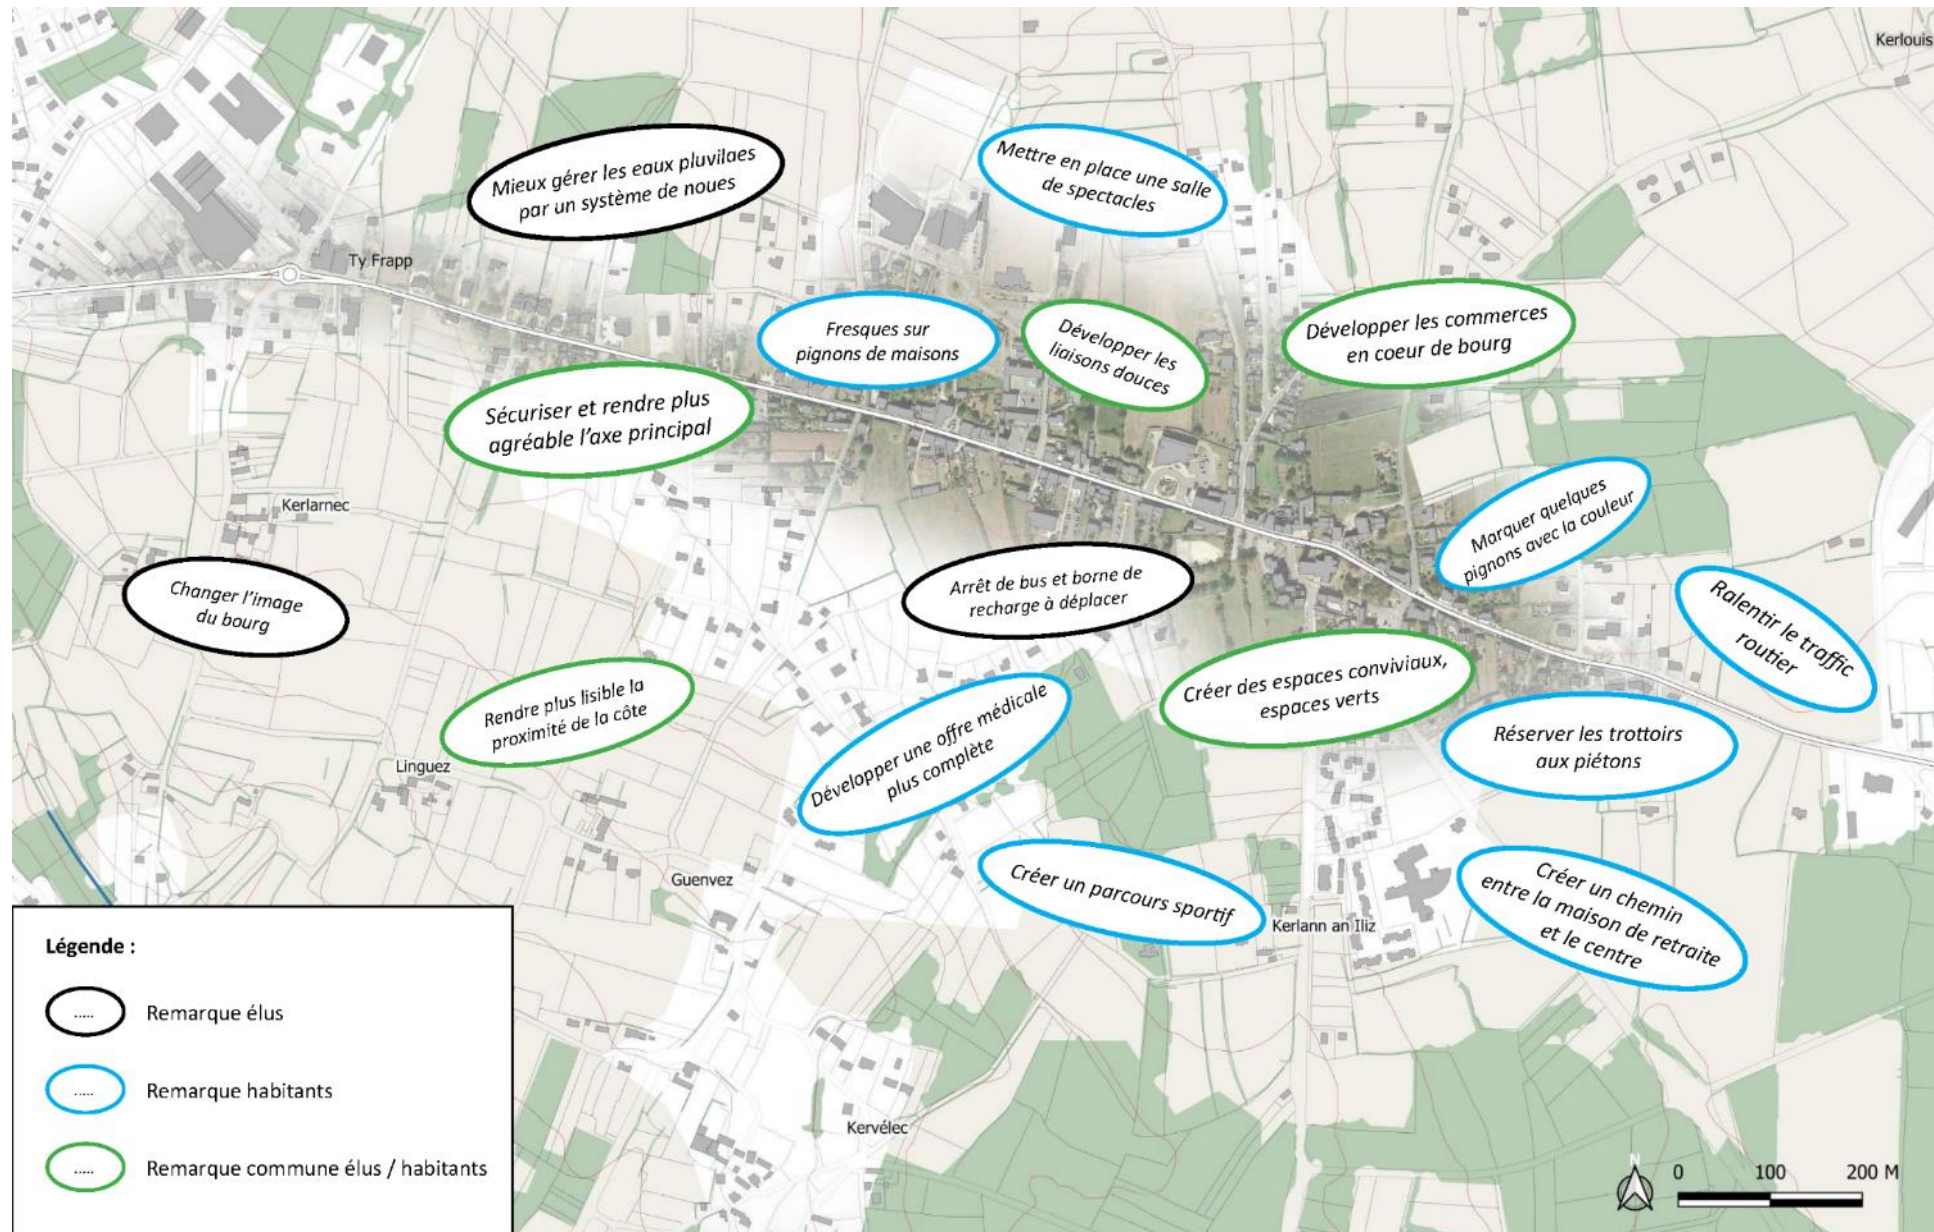 Kerlouis
Mieux gérer les eaux pluvilaes
par un système de noues
Mettre en place une salle
de spectacles
Ty Frapp
Fresques sur
pignons de maisons
Développer les
liaisons douces
Développer les commerces
en coeur de bourg
Sécuriser et rendre plus
agréable l'axe principal
Kerlarnec
Marquer quelques
pignons avec la couleur
Changer l'image
du bourg
Arrêt de bus et borne de
recharge à déplacer
Ralentir le traffic
routier
Rendre plus lisible la
proximité de la côte
Créer des espaces conviviaux,
espaces verts
Développer une offre médicale
plus complète
Réserver les trottoirs
aux piétons
Linguez
Guenvez
Créer un parcours sportif
Kerlann an Iliz
Créer un chemin
entre la maison de retraite
et le centre
Légende :
..... Remarque élus
..... Remarque habitants
..... Remarque commune élus / habitants
Kervélec
N
0 100 200 M